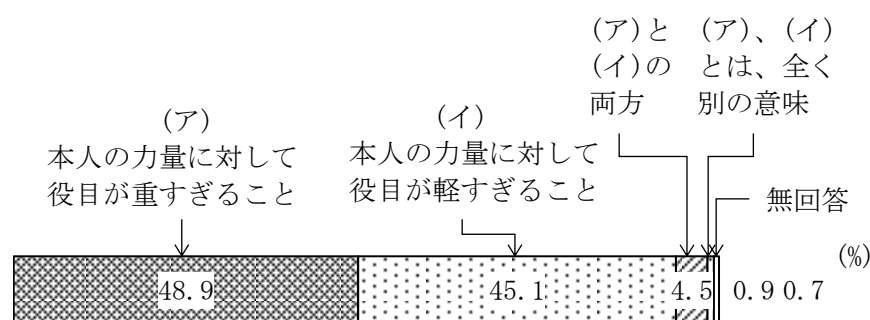 (ア)と
(イ)の
両方
(ア)、(イ)
とは、全く
別の意味
(ア)
本人の力量に対して
役目が重すぎること
(イ)
本人の力量に対して
役目が軽すぎること
無回答
(%)
48.9
45.1
4.5
0.9
0.7